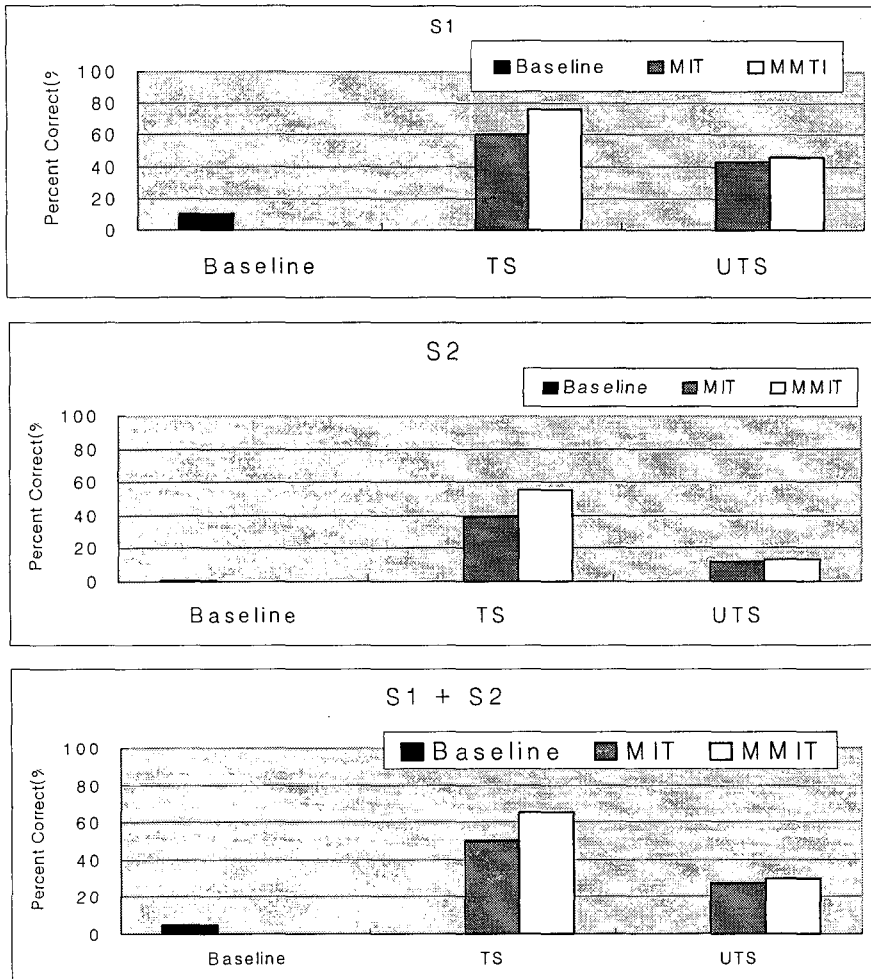 S1
Baseline MIT MMTI
Percent Correct(%
100
80
60
40
20
0
Baseline TS UTS
S2
Baseline MIT MMIT
Percent Correct(%
100
80
60
40
20
0
Baseline TS UTS
S1 + S2
Baseline MIT MMIT
Percent Correct(%
100
80
60
40
20
0
Baseline TS UTS